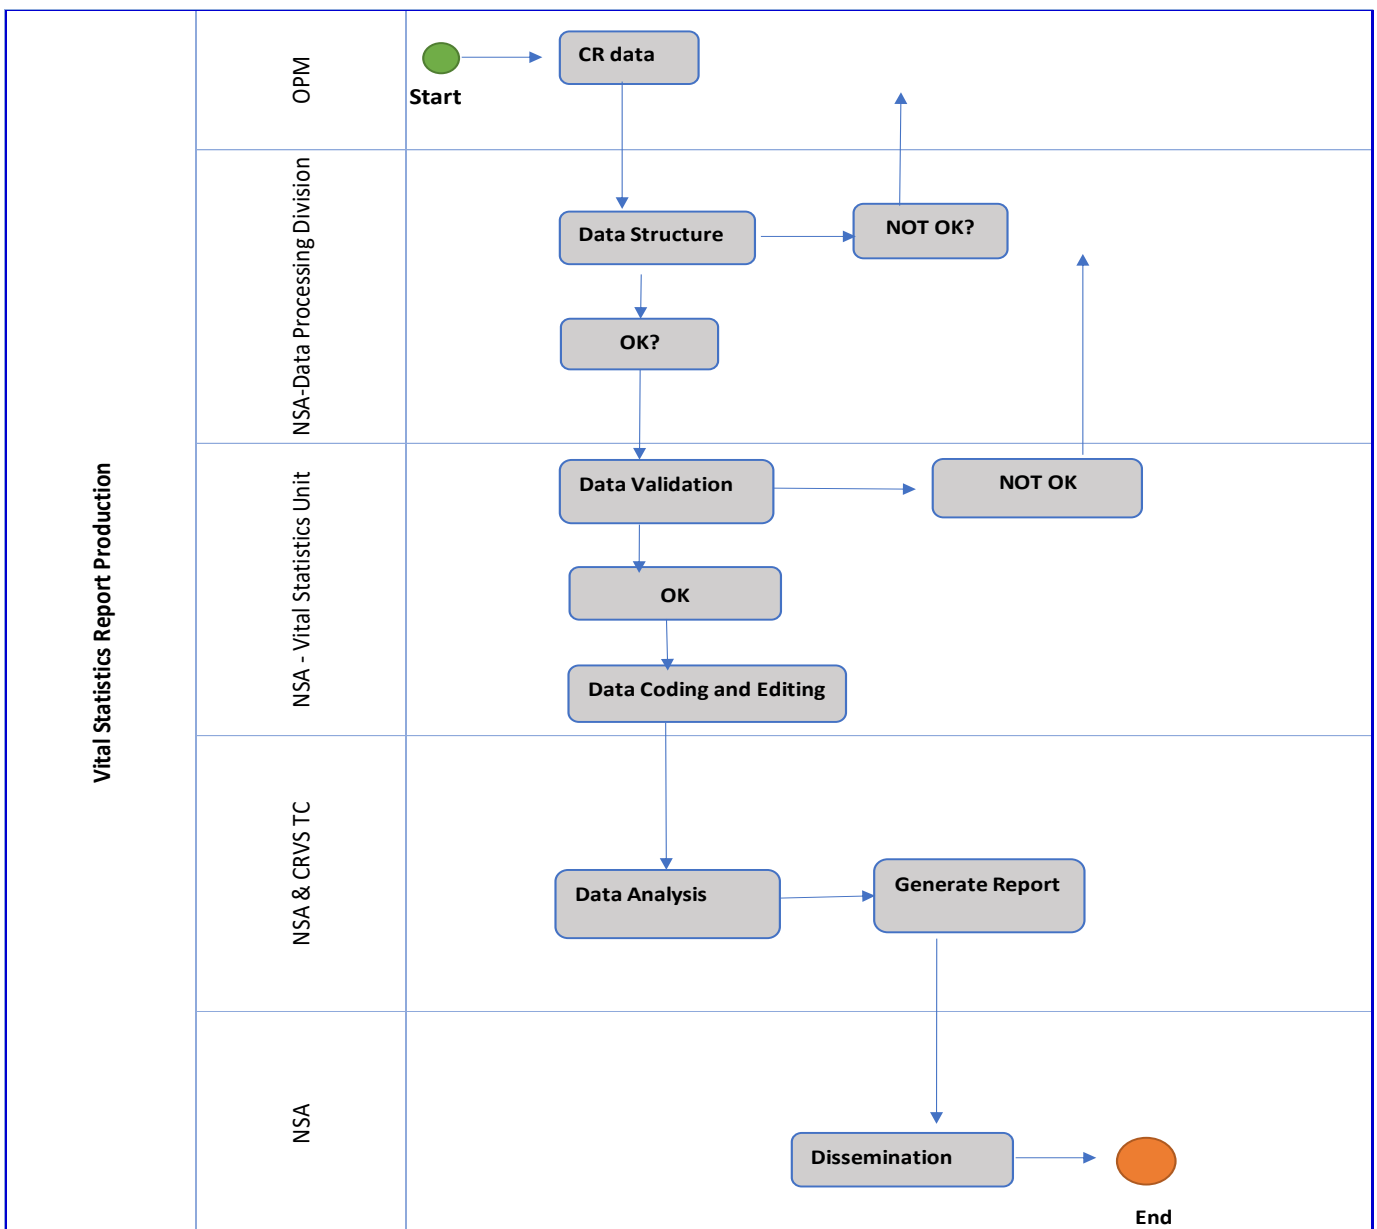 Vital Statistics Report Production
OPM
Start
CR data
NSA-Data Processing Division
Data Structure
NOT OK?
OK?
NSA - Vital Statistics Unit
Data Validation
NOT OK
OK
Data Coding and Editing
NSA & CRVS TC
Data Analysis
Generate Report
NSA
Dissemination
End